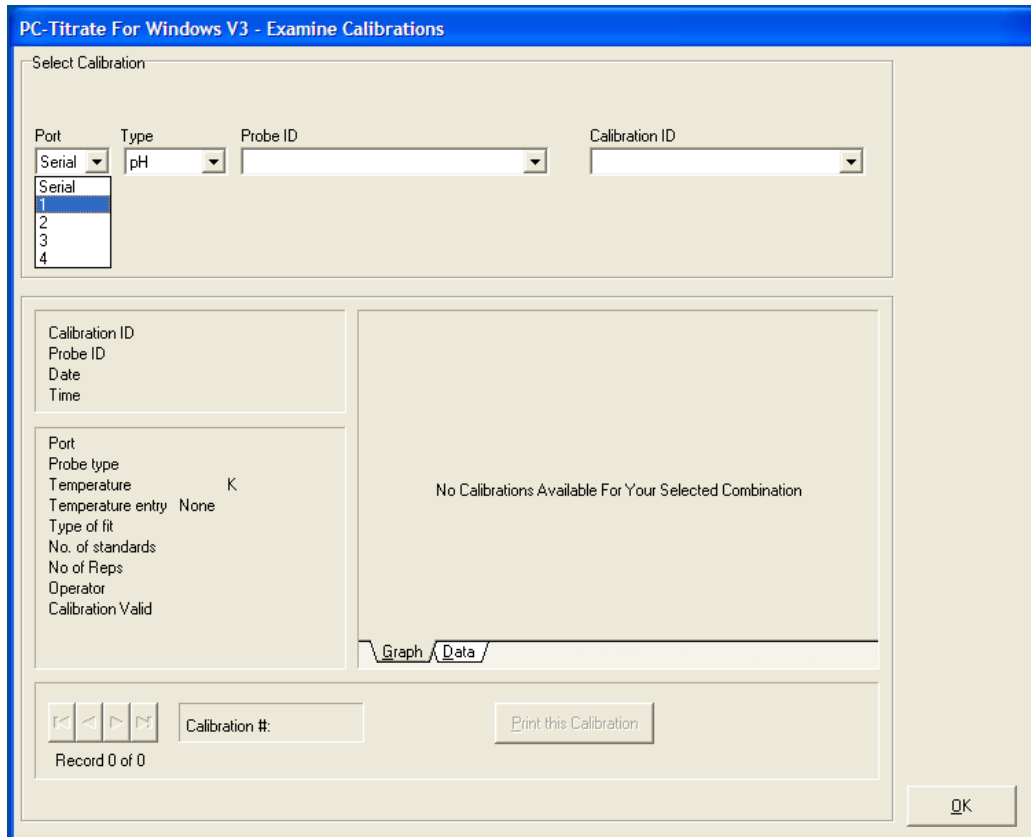 PC-Titrate For Windows V3 - Examine Calibrations
Select Calibration
Port Type Probe ID Calibration ID
Serial pH
Serial
1
2
3
4
Calibration ID
Probe ID
Date
Time
Port
Probe type
Temperature K
Temperature entry None
Type of fit
No. of standards
No of Reps
Operator
Calibration Valid
No Calibrations Available For Your Selected Combination
Graph Data
Calibration #:
Print this Calibration
Record 0 of 0
OK